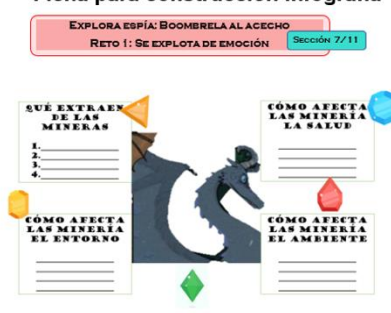 Explora espía: Boombrela al acecho
Reto 1: Se explota de emoción
Sección 7/11
QUÉ EXTRAEN
DE LAS
MINERAS
1.
2.
3.
4.
CÓMO AFECTA
LAS MINERÍA
LA SALUD
CÓMO AFECTA
LAS MINERÍA
EL ENTORNO
CÓMO AFECTA
LAS MINERÍA
EL AMBIENTE